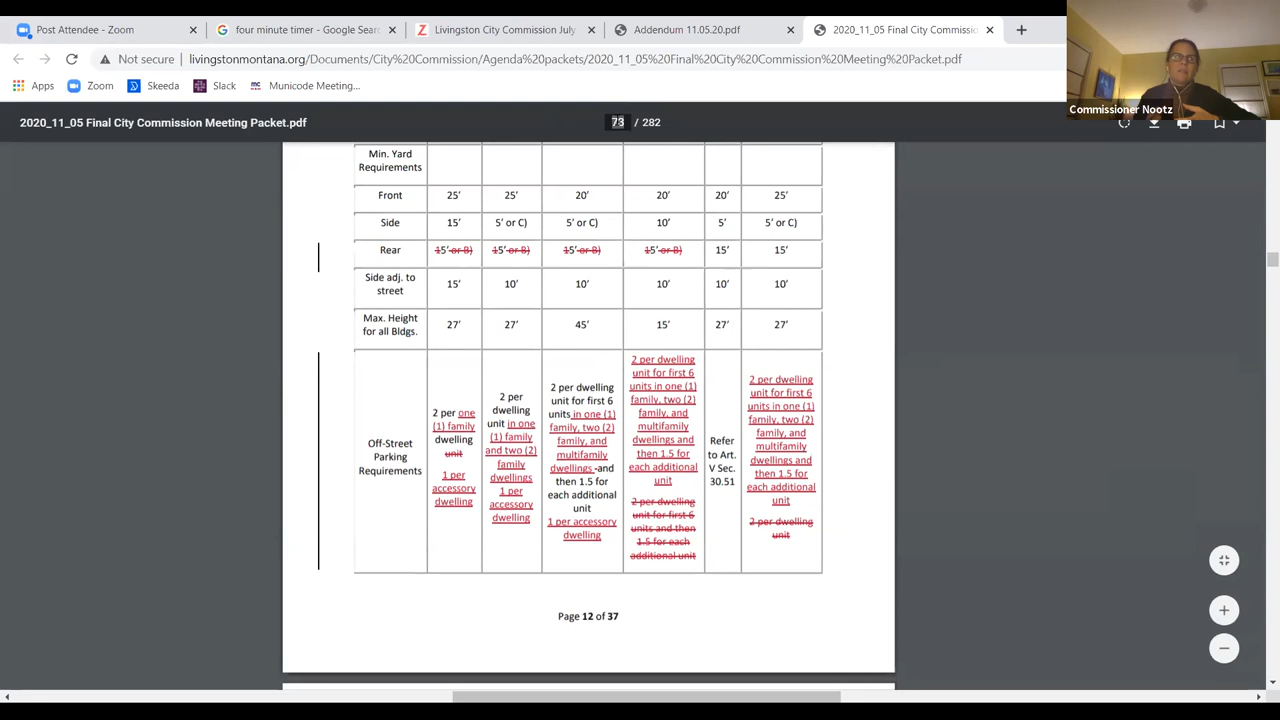 Post Attendee - Zoom
four minute timer - Google Sear
Livingston City Commission July
Addendum 11.05.20.pdf
2020_11_05 Final City Commissio
Not secure
livingstonmontana.org/Documents/City%20Commission/Agenda%20packets/2020_11_05%20Final%20City%20Commission%20Meeting%20Packet.pdf
Apps
Zoom
Skeeda
Slack
Municode Meeting...
Commissioner Nootz
2020_11_05 Final City Commission Meeting Packet.pdf
73 / 282
Min. Yard
Requirements
Front 25' 25' 20' 20' 20' 25'
Side 15' 5' or C) 5' or C) 10' 5' 5' or C)
Rear 15' or B) 15' or B) 15' or B) 15' or B) 15' 15'
Side adj. to
street
15' 10' 10' 10' 10' 10'
Max. Height
for all Bldgs.
27' 27' 45' 15' 27' 27'
Off-Street
Parking
Requirements
2 per one
(1) family
dwelling
unit
1 per
accessory
dwelling
2 per
dwelling
unit in one
(1) family
and two (2)
family
dwellings
1 per
accessory
dwelling
2 per dwelling
unit for first 6
units in one (1)
family, two (2)
family, and
multifamily
dwellings -and
then 1.5 for
each additional
unit
1 per accessory
dwelling
2 per dwelling
unit for first 6
units in one (1)
family, two (2)
family, and
multifamily
dwellings and
then 1.5 for
each additional
unit
2 per dwelling
unit for first 6
units and then
1.5 for each
additional unit
Refer
to Art.
V Sec.
30.51
2 per dwelling
unit for first 6
units in one (1)
family, two (2)
family, and
multifamily
dwellings and
then 1.5 for
each additional
unit
2 per dwelling
unit
Page 12 of 37